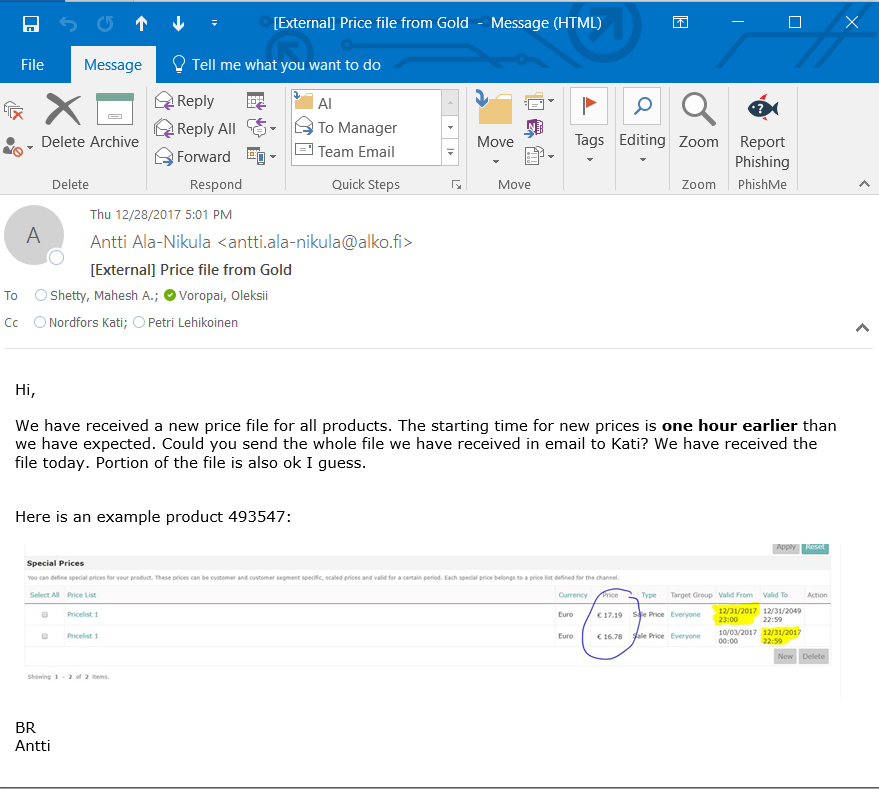 [External] Price file from Gold - Message (HTML)
File Message Tell me what you want to do
Delete Archive
Reply
Reply All
Forward
AI
To Manager
Team Email
Move
Tags
Editing
Zoom
Report
Phishing
Delete Respond Quick Steps Move Zoom PhishMe
A
Thu 12/28/2017 5:01 PM
Antti Ala-Nikula <antti.ala-nikula@alko.fi>
[External] Price file from Gold
To Shetty, Mahesh A.; Voropai, Oleksii
Cc Nordfors Kati; Petri Lehikoinen
Hi,
We have received a new price file for all products. The starting time for new prices is one hour earlier than
we have expected. Could you send the whole file we have received in email to Kati? We have received the
file today. Portion of the file is also ok I guess.
Here is an example product 493547:
Apply Reset
Special Prices
You can define special prices for your product. These prices can be customer and customer segment specific, scaled prices and valid for a certain period. Each special price belongs to a price list defined for the channel.
Select All Price List Currency Price Type Target Group Valid From Valid To Action
Pricelist 1 Euro € 17.19 Sale Price Everyone 12/31/2017 12/31/2049
23:00 22:59
Pricelist 1 Euro € 16.78 Sale Price Everyone 10/03/2017 12/31/2017
00:00 22:59
New Delete
Showing 1 - 2 of 2 items.
BR
Antti